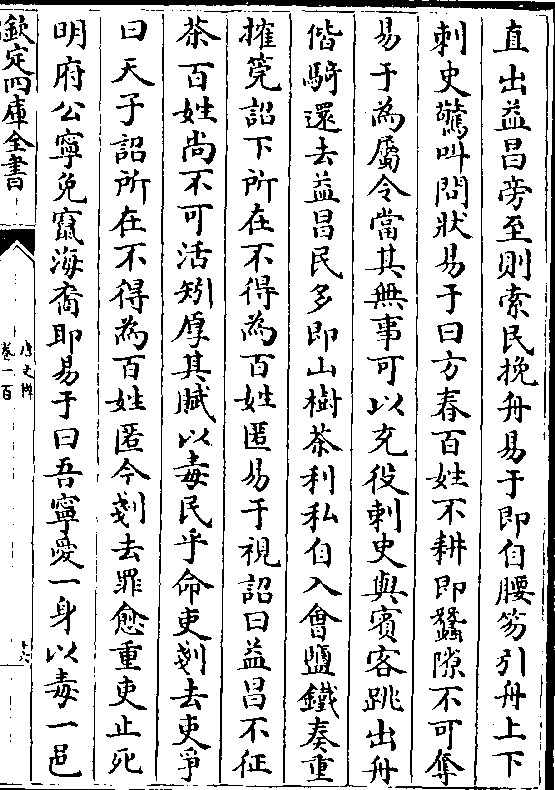 直出益昌旁至則索民挽舟易于即自腰笏引舟上下
刺史驚叫問狀易于曰方春百姓不耕即蠶隙不可奪
易于為屬令當其無事可以充役刺史與賓客跳出舟
偕騎還去益昌民多即山樹茶利私自入會鹽鐵奏重
搉筦詔下所在不得為百姓匿易于視詔曰益昌不征
茶百姓尚不可活矧厚其賦以毒民乎命吏剗去吏爭
曰天子詔所在不得為百姓匿今剗去罪愈重吏止死
明府公寧免竄海裔耶易于曰吾寧愛一身以毒一邑
欽定四庫全書
卷一百